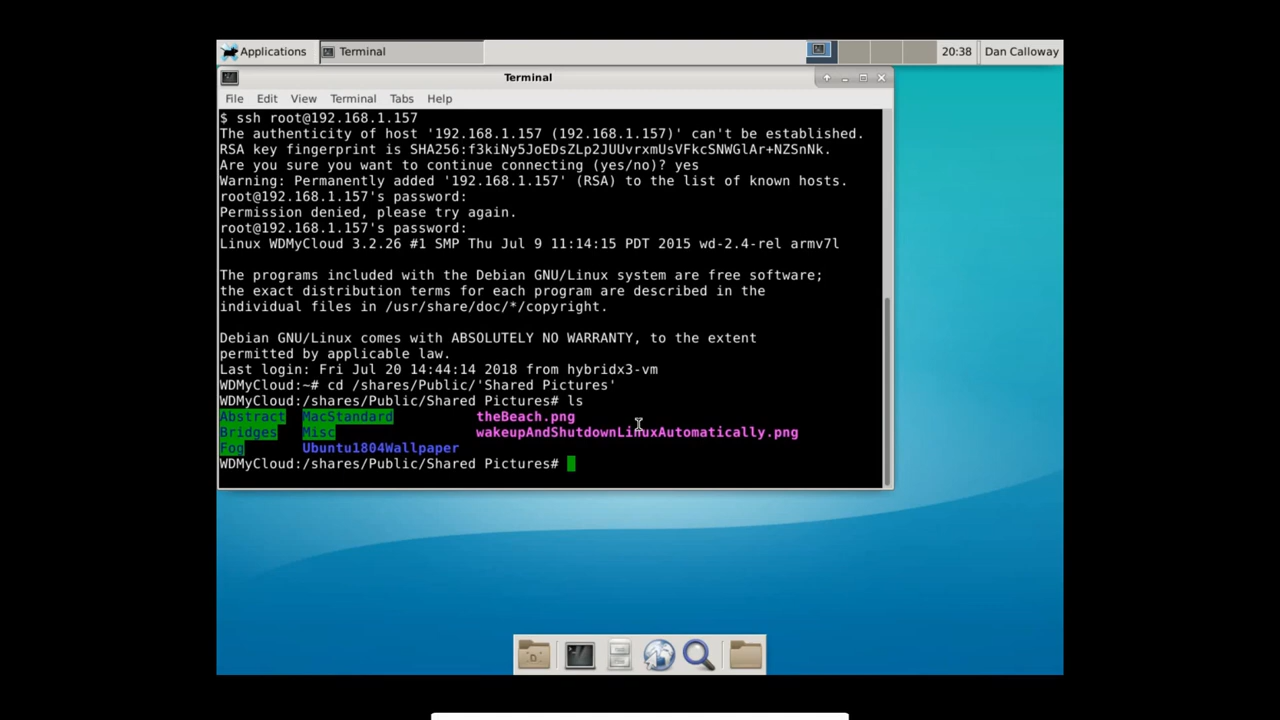 Applications
Terminal
20:38
Dan Calloway
Terminal
File Edit View Terminal Tabs Help
$ ssh root@192.168.1.157
The authenticity of host '192.168.1.157 (192.168.1.157)' can't be established.
RSA key fingerprint is SHA256:f3kiNy5JoEDsZLp2JUUvrxmUsVFkcSNWGlAr+NZSnNk.
Are you sure you want to continue connecting (yes/no)? yes
Warning: Permanently added '192.168.1.157' (RSA) to the list of known hosts.
root@192.168.1.157's password:
Permission denied, please try again.
root@192.168.1.157's password:
Linux WDMyCloud 3.2.26 #1 SMP Thu Jul 9 11:14:15 PDT 2015 wd-2.4-rel armv7l
The programs included with the Debian GNU/Linux system are free software;
the exact distribution terms for each program are described in the
individual files in /usr/share/doc/*/copyright.
Debian GNU/Linux comes with ABSOLUTELY NO WARRANTY, to the extent
permitted by applicable law.
Last login: Fri Jul 20 14:44:14 2018 from hybridx3-vm
WDMyCloud:~# cd /shares/Public/'Shared Pictures'
WDMyCloud:/shares/Public/Shared Pictures# ls
Abstract MacStandard theBeach.png
Bridges Misc wakeupAndShutdownLinuxAutomatically.png
Fog Ubuntu1804Wallpaper
WDMyCloud:/shares/Public/Shared Pictures#